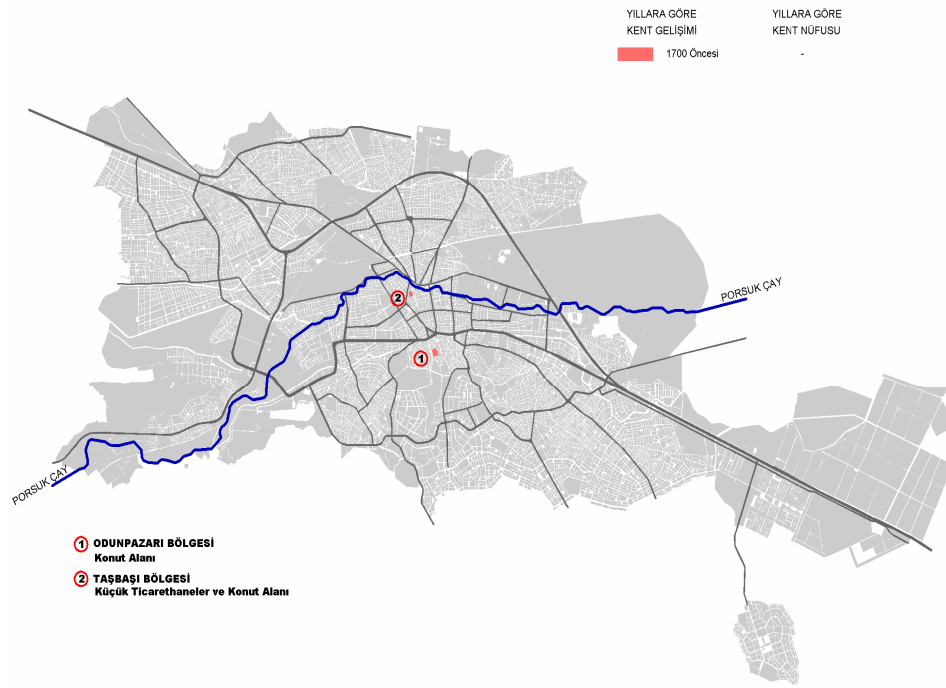 YILLARA GÖRE
KENT GELİŞİMİ
YILLARA GÖRE
KENT NÜFUSU
1700 Öncesi
-
PORSUK ÇAY
2
1
PORSUK ÇAY
1 ODUNPAZARI BÖLGESİ
Konut Alanı
2 TAŞBAŞI BÖLGESİ
Küçük Ticarethaneler ve Konut Alanı